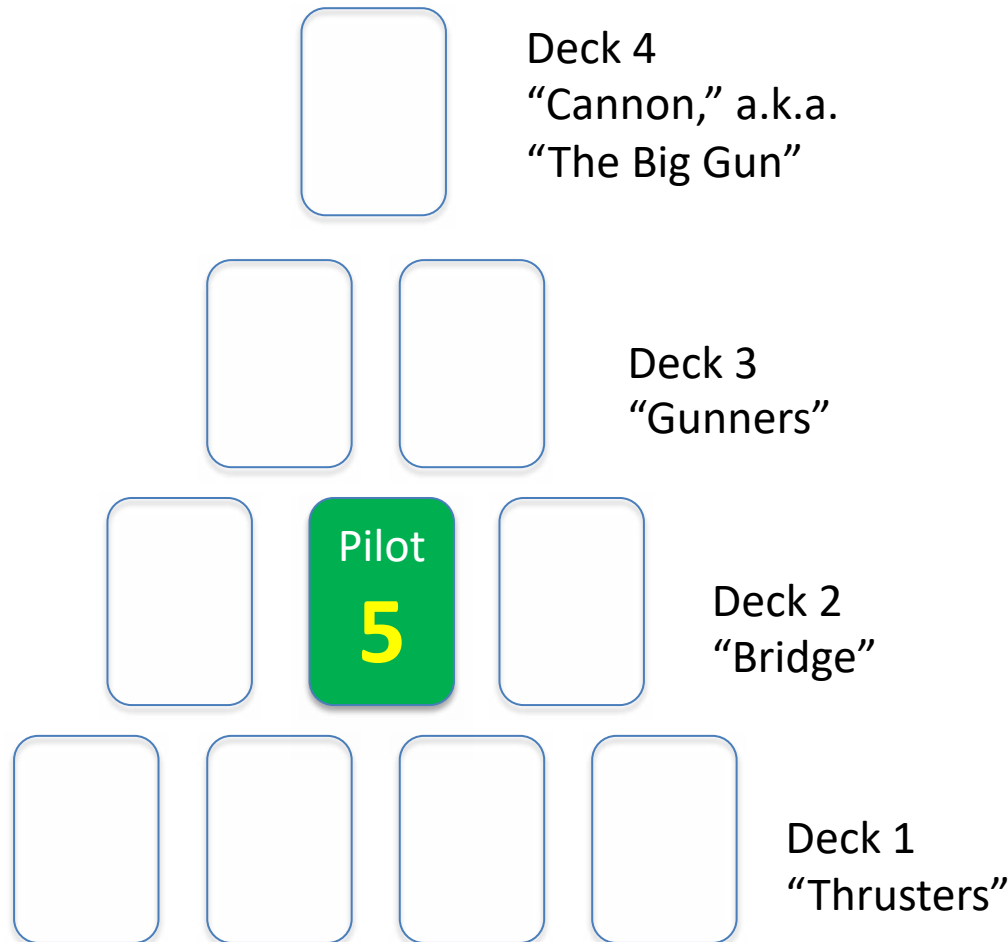 Deck 4
“Cannon,” a.k.a.
“The Big Gun”
Deck 3
“Gunners”
Pilot
5
Deck 2
“Bridge”
Deck 1
“Thrusters”